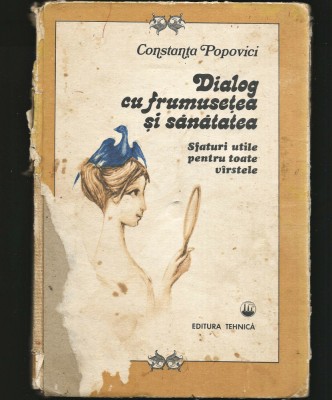 Constanța Popovici
Dialog
cu frumusețea
și sănătatea
Sfaturi utile
pentru toate
vîrstele
EDITURA TEHNICĂ